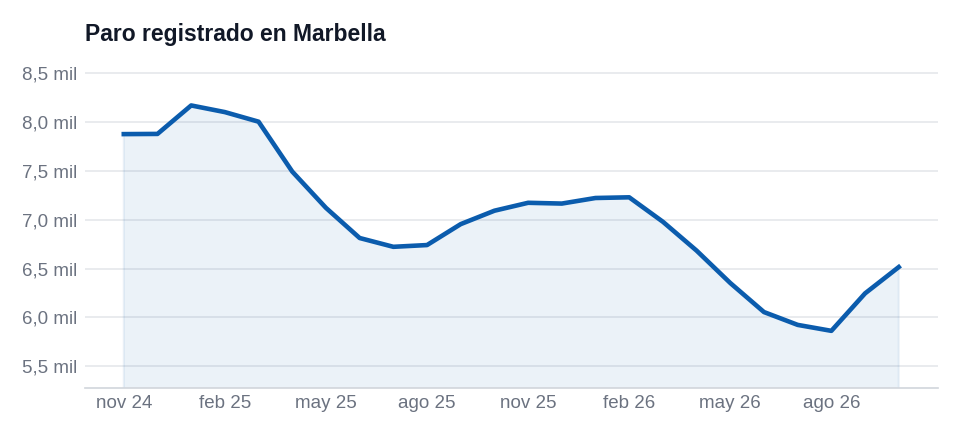 Paro registrado en Marbella
8,5 mil
8,0 mil
7,5 mil
7,0 mil
6,5 mil
6,0 mil
5,5 mil
nov 24 feb 25 may 25 ago 25 nov 25 feb 26 may 26 ago 26